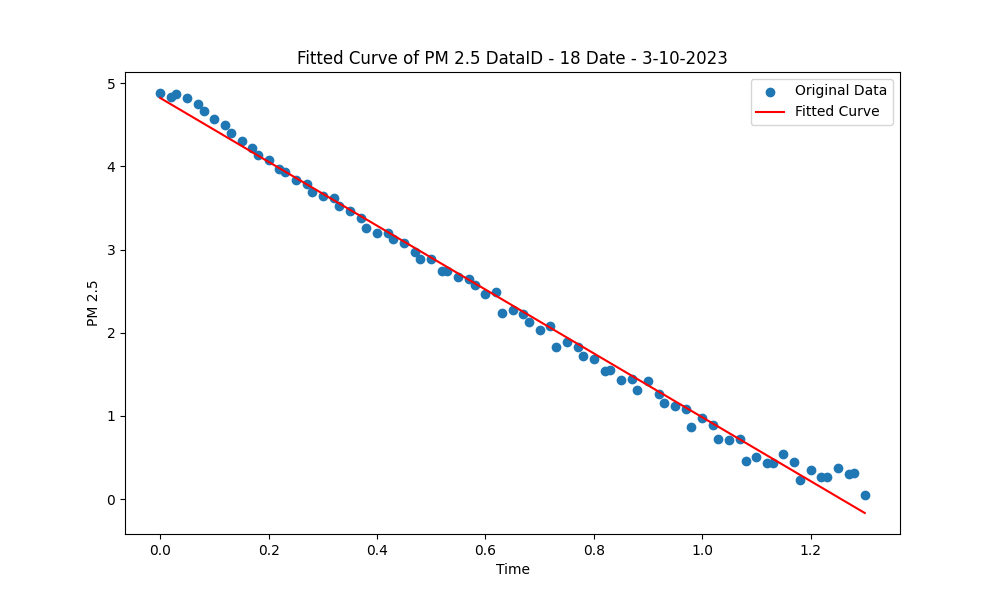 Fitted Curve of PM 2.5 DataID - 18 Date - 3-10-2023
Original Data
Fitted Curve
5
4
3
2
1
0
PM 2.5
0.0 0.2 0.4 0.6 0.8 1.0 1.2
Time